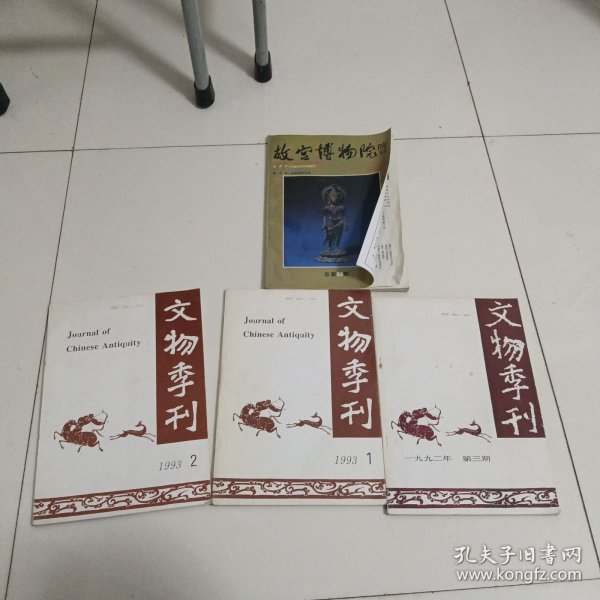 故宫博物院院刊
总第
期
Journal of
Chinese Antiquity
文物季刊
1993 2
Journal of
Chinese Antiquity
文物季刊
1993 1
文物季刊
一九九二年 第三期
孔夫子旧书网
www.kongfz.com